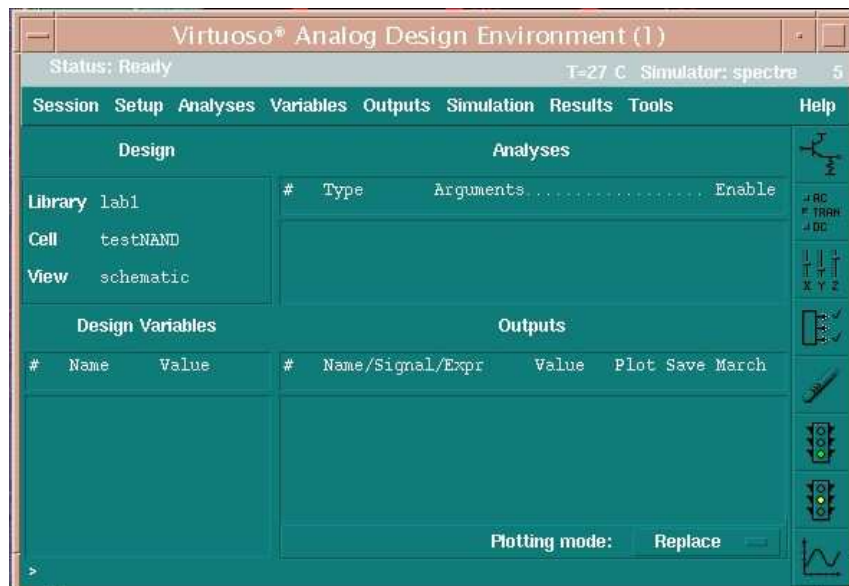 Virtuoso® Analog Design Environment (1)
Status: Ready
T=27 C Simulator: spectre 5
Session Setup Analyses Variables Outputs Simulation Results Tools Help
Design
Analyses
Library lab1
Cell testNAND
View schematic
# Type Arguments................... Enable
AC
TRAN
DC
X Y Z
Design Variables
Outputs
# Name Value
# Name/Signal/Expr Value Plot Save March
Plotting mode: Replace
>